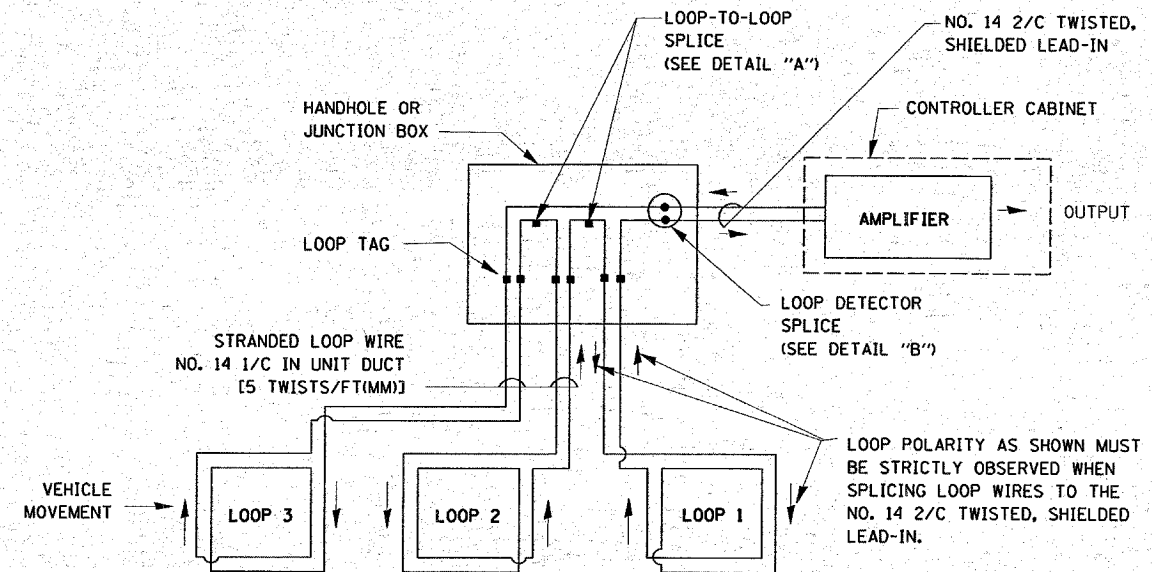 LOOP-TO-LOOP
SPLICE
(SEE DETAIL "A")
NO. 14 2/C TWISTED,
SHIELDED LEAD-IN
HANDHOLE OR
JUNCTION BOX
CONTROLLER CABINET
AMPLIFIER
OUTPUT
LOOP TAG
LOOP DETECTOR
SPLICE
(SEE DETAIL "B")
STRANDED LOOP WIRE
NO. 14 1/C IN UNIT DUCT
[5 TWISTS/FT(MM)]
LOOP POLARITY AS SHOWN MUST
BE STRICTLY OBSERVED WHEN
SPLICING LOOP WIRES TO THE
NO. 14 2/C TWISTED, SHIELDED
LEAD-IN.
VEHICLE
MOVEMENT
LOOP 3
LOOP 2
LOOP 1